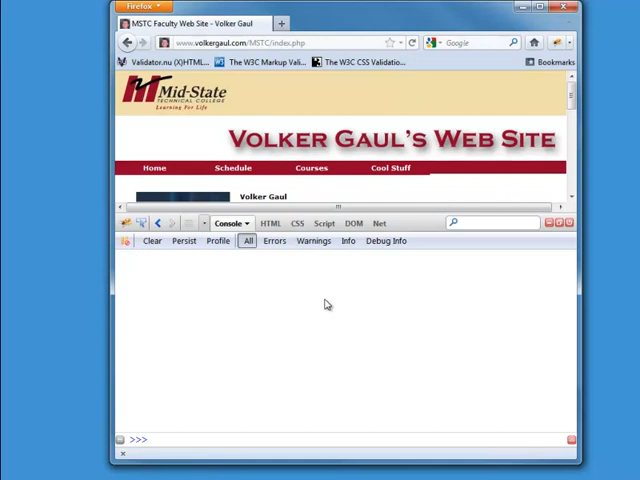 Firefox
MSTC Faculty Web Site - Volker Gaul
www.volkergaul.com/MSTC/index.php
Google
Validator.nu (X)HTML... The W3C Markup Vali... The W3C CSS Validatio... Bookmarks
Mid-State
TECHNICAL COLLEGE
Learning For Life
VOLKER GAUL'S WEB SITE
Home Schedule Courses Cool Stuff
Volker Gaul
Console HTML CSS Script DOM Net
Clear Persist Profile All Errors Warnings Info Debug Info
>>>